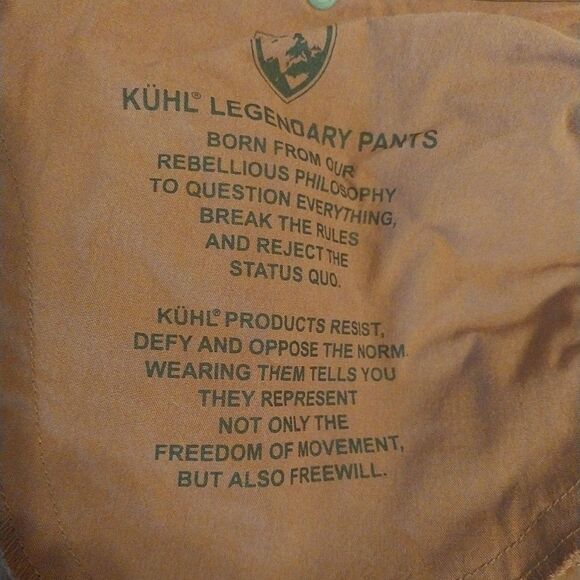 KÜHL® LEGENDARY PANTS
BORN FROM OUR
REBELLIOUS PHILOSOPHY
TO QUESTION EVERYTHING,
BREAK THE RULES
AND REJECT THE
STATUS QUO.
KÜHL® PRODUCTS RESIST,
DEFY AND OPPOSE THE NORM.
WEARING THEM TELLS YOU
THEY REPRESENT
NOT ONLY THE
FREEDOM OF MOVEMENT,
BUT ALSO FREEWILL.